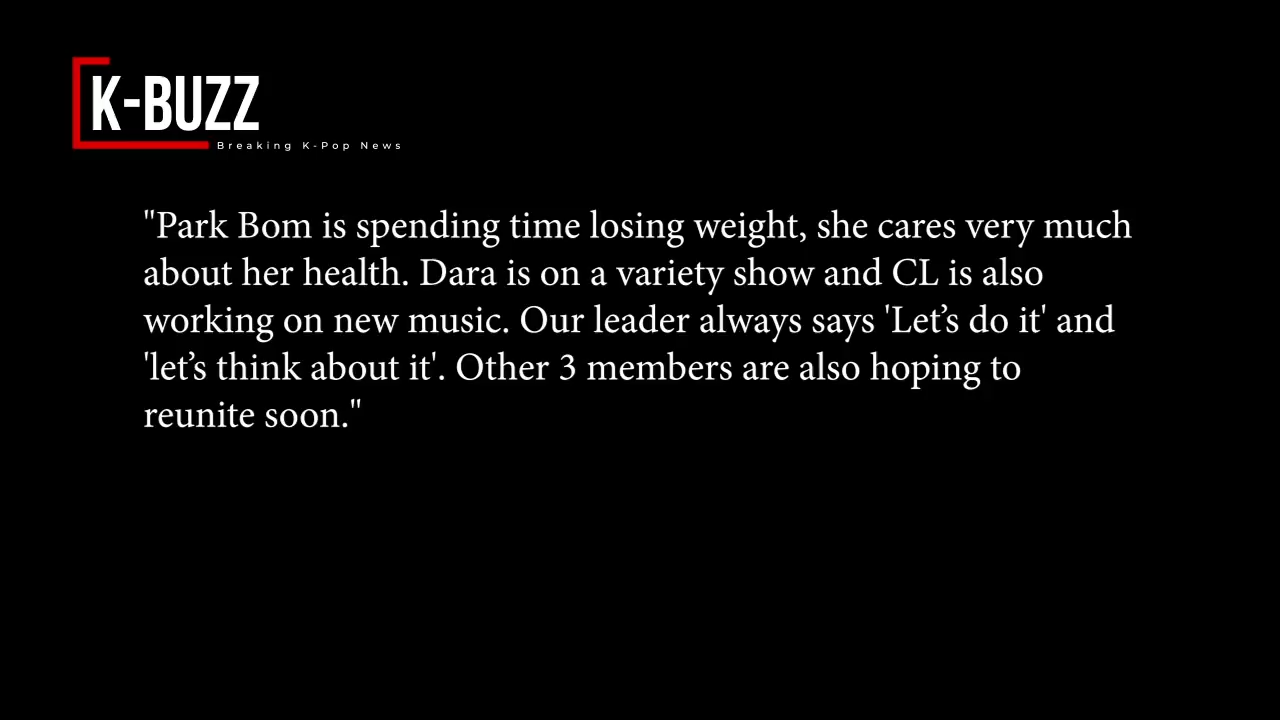 K-BUZZ
Breaking K-Pop News
"Park Bom is spending time losing weight, she cares very much
about her health. Dara is on a variety show and CL is also
working on new music. Our leader always says 'Let’s do it' and
'let’s think about it'. Other 3 members are also hoping to
reunite soon."